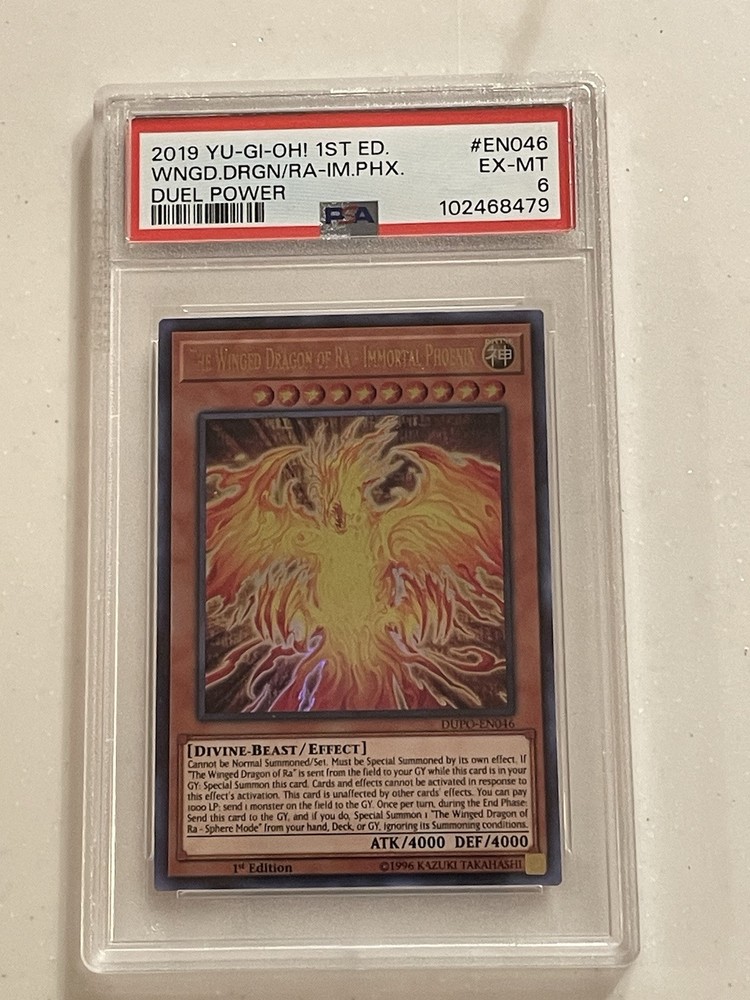 2019 YU-GI-OH! 1ST ED. #EN046
WNGD.DRGN/RA-IM.PHX. EX-MT
DUEL POWER 6
PSA 102468479
THE WINGED DRAGON OF RA - IMMORTAL PHOENIX
DIVINE
神
DUPO-EN046
[DIVINE-BEAST/EFFECT]
Cannot be Normal Summoned/Set. Must be Special Summoned by its own effect. If
"The Winged Dragon of Ra" is sent from the field to your GY while this card is in your
GY: Special Summon this card. Cards and effects cannot be activated in response to
this effect's activation. This card is unaffected by other cards' effects. You can pay
1000 LP; send 1 monster on the field to the GY. Once per turn, during the End Phase:
Send this card to the GY, and if you do, Special Summon 1 "The Winged Dragon of
Ra - Sphere Mode" from your hand, Deck, or GY, ignoring its Summoning conditions.
ATK/4000 DEF/4000
1st Edition ©1996 KAZUKI TAKAHASHI